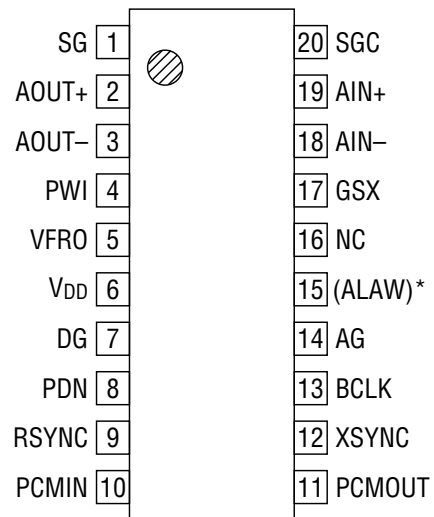 SG 1 20 SGC
AOUT+ 2 19 AIN+
AOUT– 3 18 AIN–
PWI 4 17 GSX
VFRO 5 16 NC
VDD 6 15 (ALAW)*
DG 7 14 AG
PDN 8 13 BCLK
RSYNC 9 12 XSYNC
PCMIN 10 11 PCMOUT